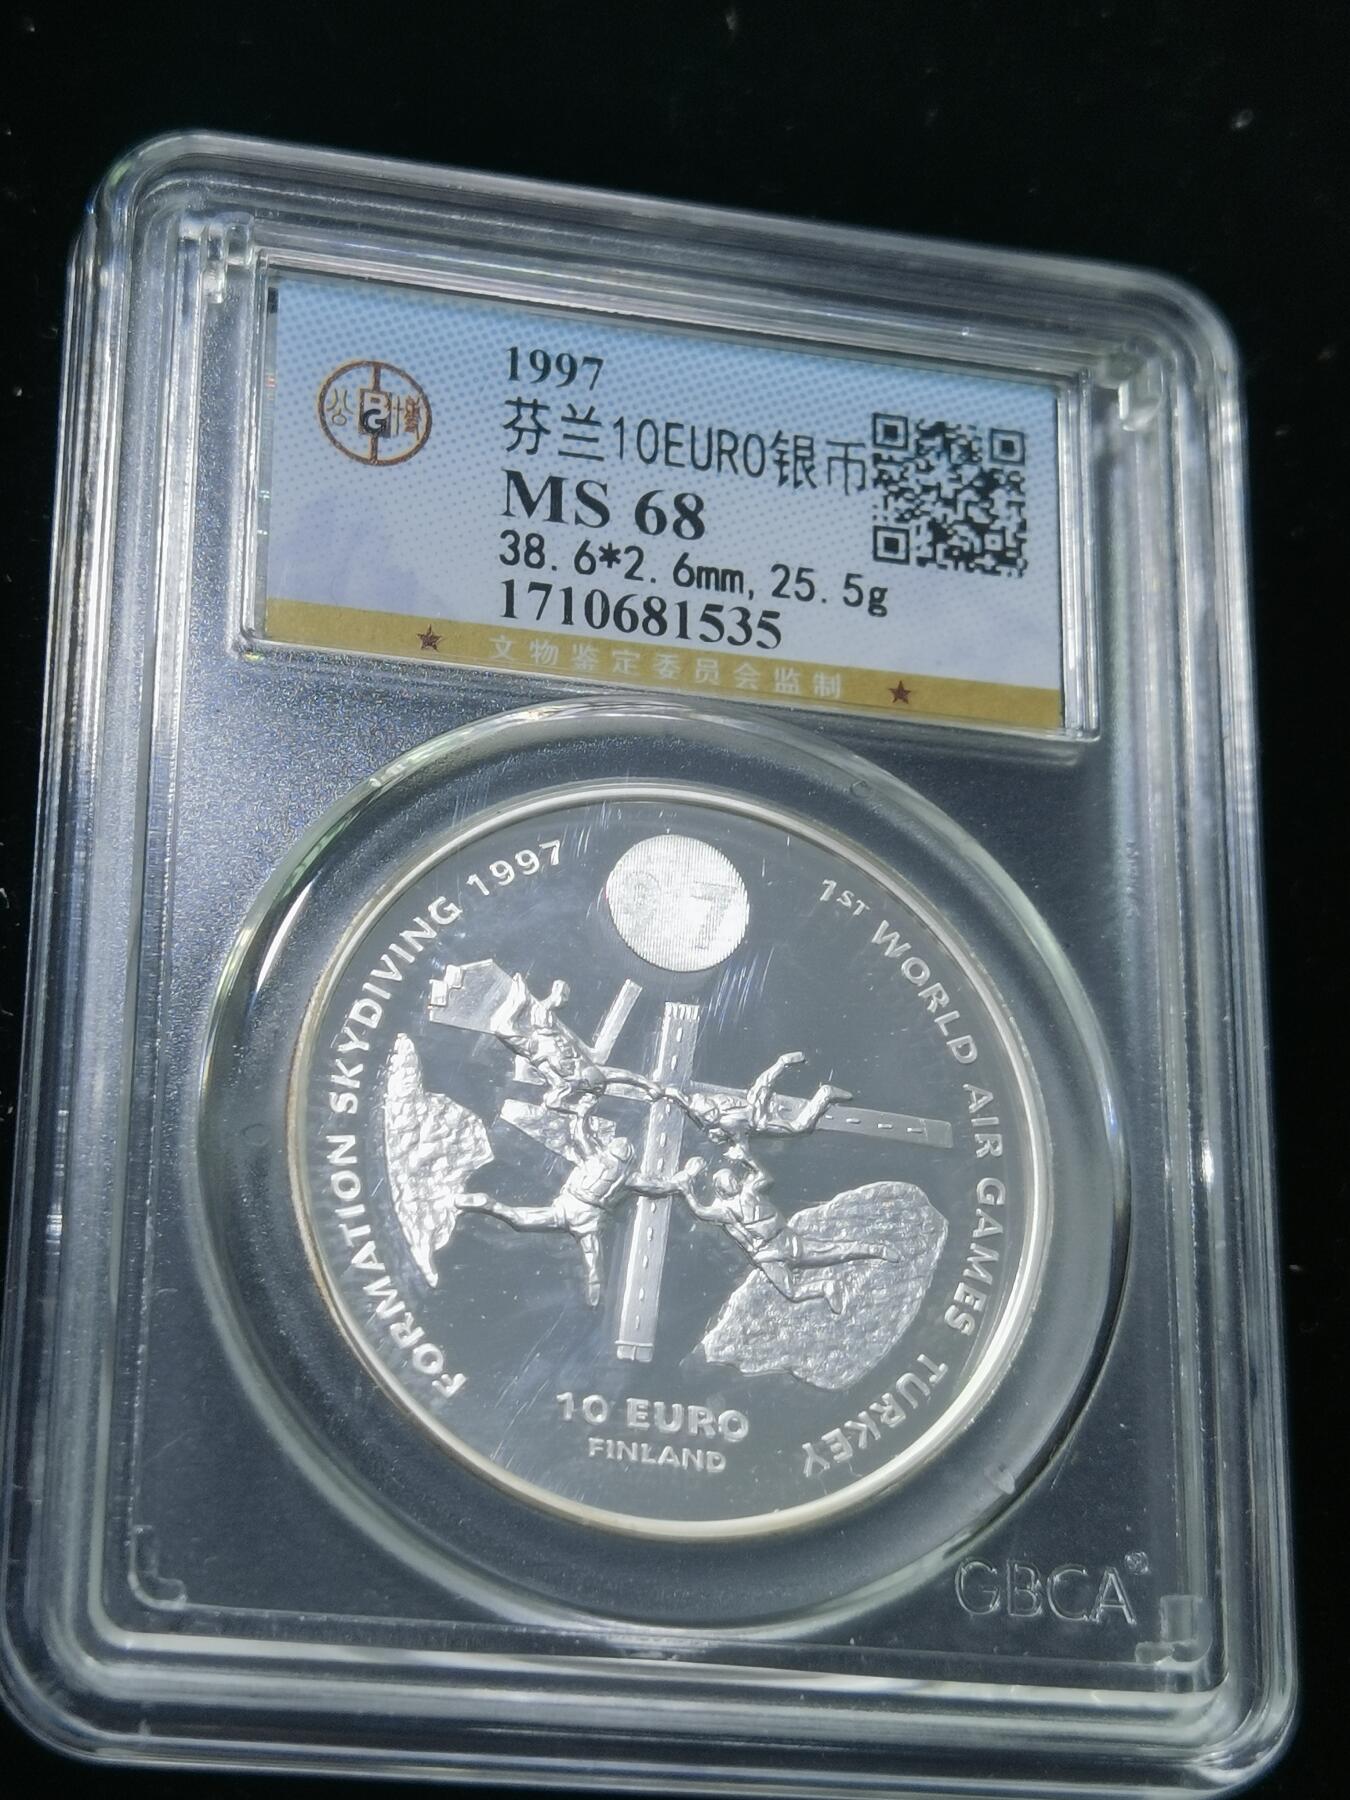 1997
芬兰10EURO银币
MS 68
38.6*2.6mm,25.5g
1710681535
公 博
文物鉴定委员会监制
FORMATION SKYDIVING 1997
97
1ST WORLD AIR GAMES TURKEY
10 EURO
FINLAND
GBCA®